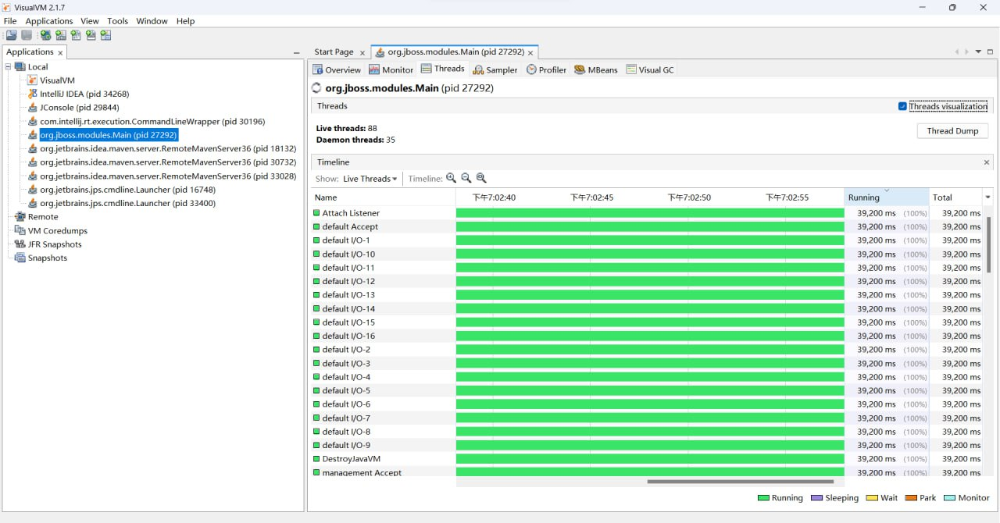 VisualVM 2.1.7
File Applications View Tools Window Help
Applications
Start Page org.jboss.modules.Main (pid 27292)
Local
VisualVM
IntelliJ IDEA (pid 34268)
JConsole (pid 29844)
com.intellij.rt.execution.CommandLineWrapper (pid 30196)
org.jboss.modules.Main (pid 27292)
org.jetbrains.idea.maven.server.RemoteMavenServer36 (pid 18132)
org.jetbrains.idea.maven.server.RemoteMavenServer36 (pid 30732)
org.jetbrains.idea.maven.server.RemoteMavenServer36 (pid 33028)
org.jetbrains.jps.cmdline.Launcher (pid 16748)
org.jetbrains.jps.cmdline.Launcher (pid 33400)
Remote
VM Coredumps
JFR Snapshots
Snapshots
Overview Monitor Threads Sampler Profiler MBeans Visual GC
org.jboss.modules.Main (pid 27292)
Threads Threads visualization
Live threads: 88
Daemon threads: 35
Thread Dump
Timeline
Show: Live Threads Timeline:
Name 下午7:02:40 下午7:02:45 下午7:02:50 下午7:02:55 Running Total
Attach Listener 39,200 ms (100%) 39,200 ms
default Accept 39,200 ms (100%) 39,200 ms
default I/O-1 39,200 ms (100%) 39,200 ms
default I/O-10 39,200 ms (100%) 39,200 ms
default I/O-11 39,200 ms (100%) 39,200 ms
default I/O-12 39,200 ms (100%) 39,200 ms
default I/O-13 39,200 ms (100%) 39,200 ms
default I/O-14 39,200 ms (100%) 39,200 ms
default I/O-15 39,200 ms (100%) 39,200 ms
default I/O-16 39,200 ms (100%) 39,200 ms
default I/O-2 39,200 ms (100%) 39,200 ms
default I/O-3 39,200 ms (100%) 39,200 ms
default I/O-4 39,200 ms (100%) 39,200 ms
default I/O-5 39,200 ms (100%) 39,200 ms
default I/O-6 39,200 ms (100%) 39,200 ms
default I/O-7 39,200 ms (100%) 39,200 ms
default I/O-8 39,200 ms (100%) 39,200 ms
default I/O-9 39,200 ms (100%) 39,200 ms
DestroyJavaVM 39,200 ms (100%) 39,200 ms
management Accept 39,200 ms (100%) 39,200 ms
Running Sleeping Wait Park Monitor